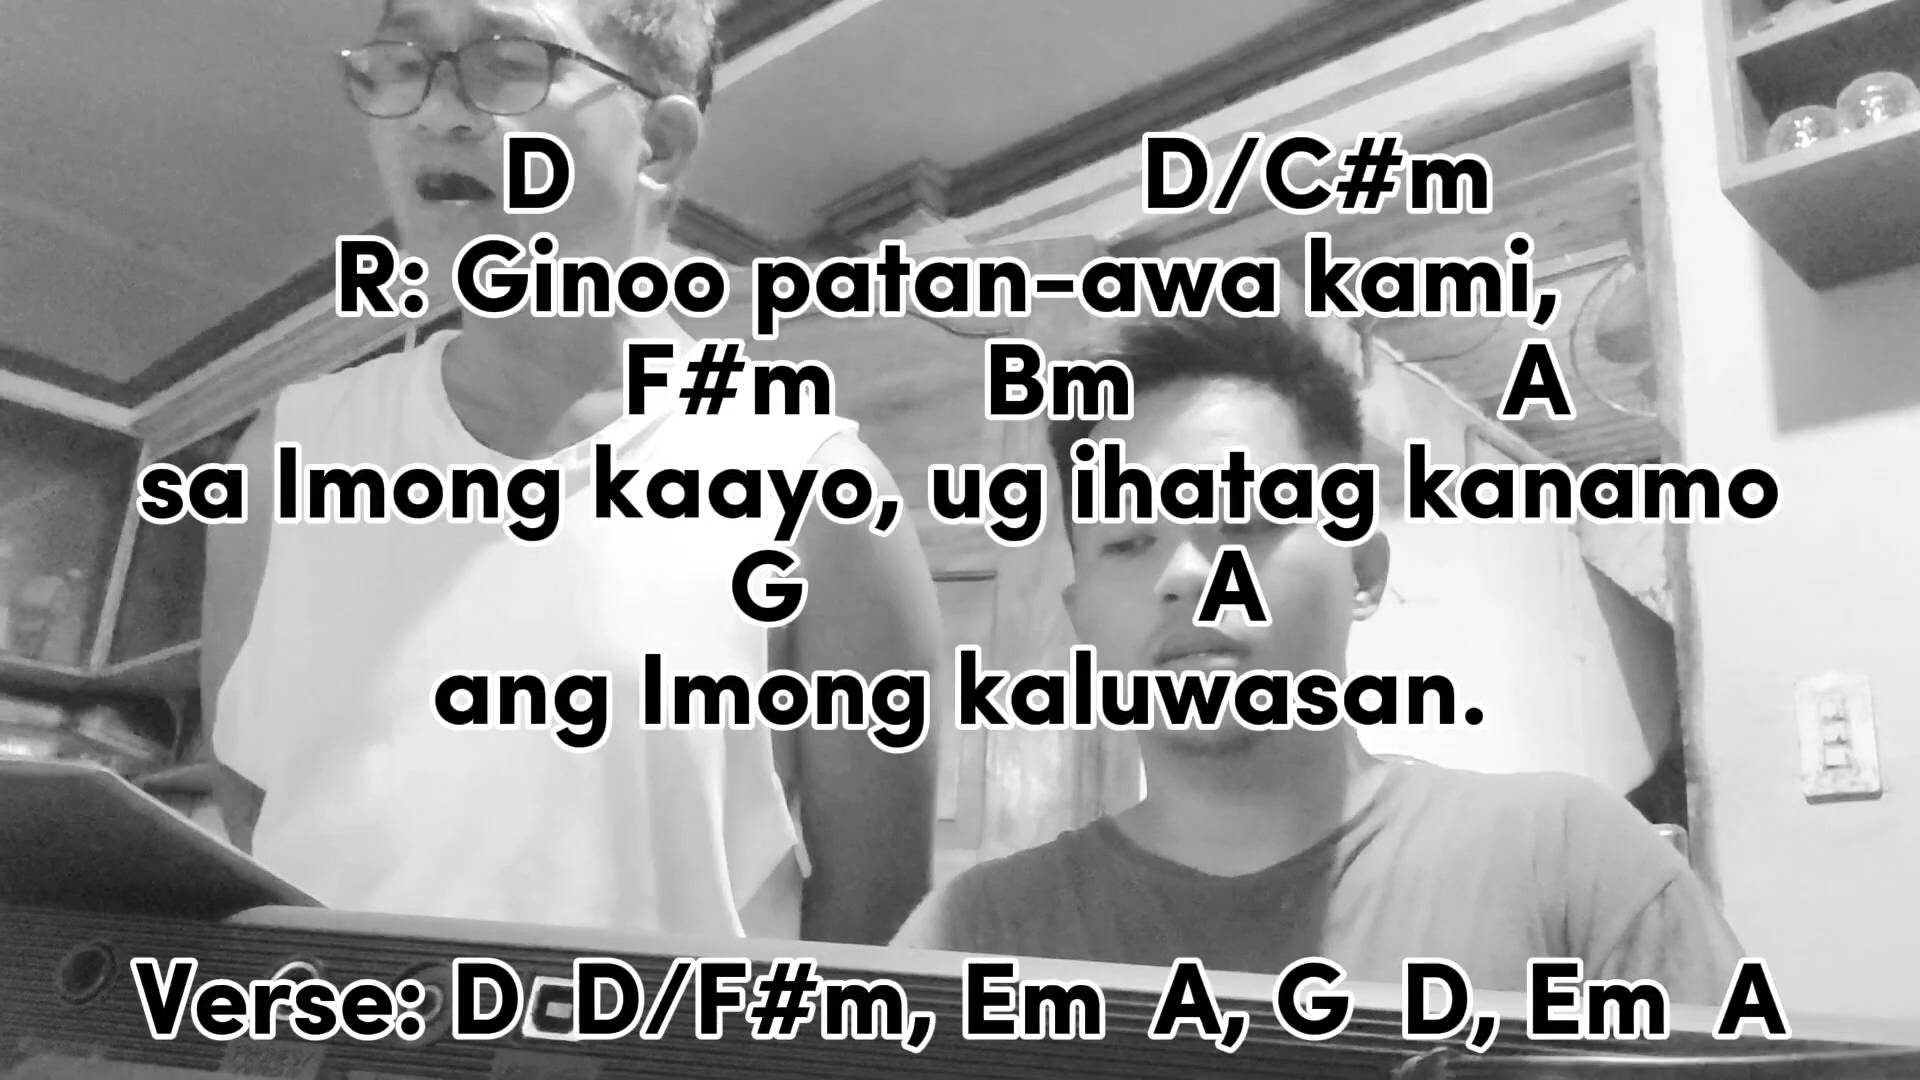 D D/C#m
R: Ginoo patan-awa kami,
F#m Bm A
sa Imong kaayo, ug ihatag kanamo
G A
ang Imong kaluwasan.
Verse: D D/F#m, Em A, G D, Em A